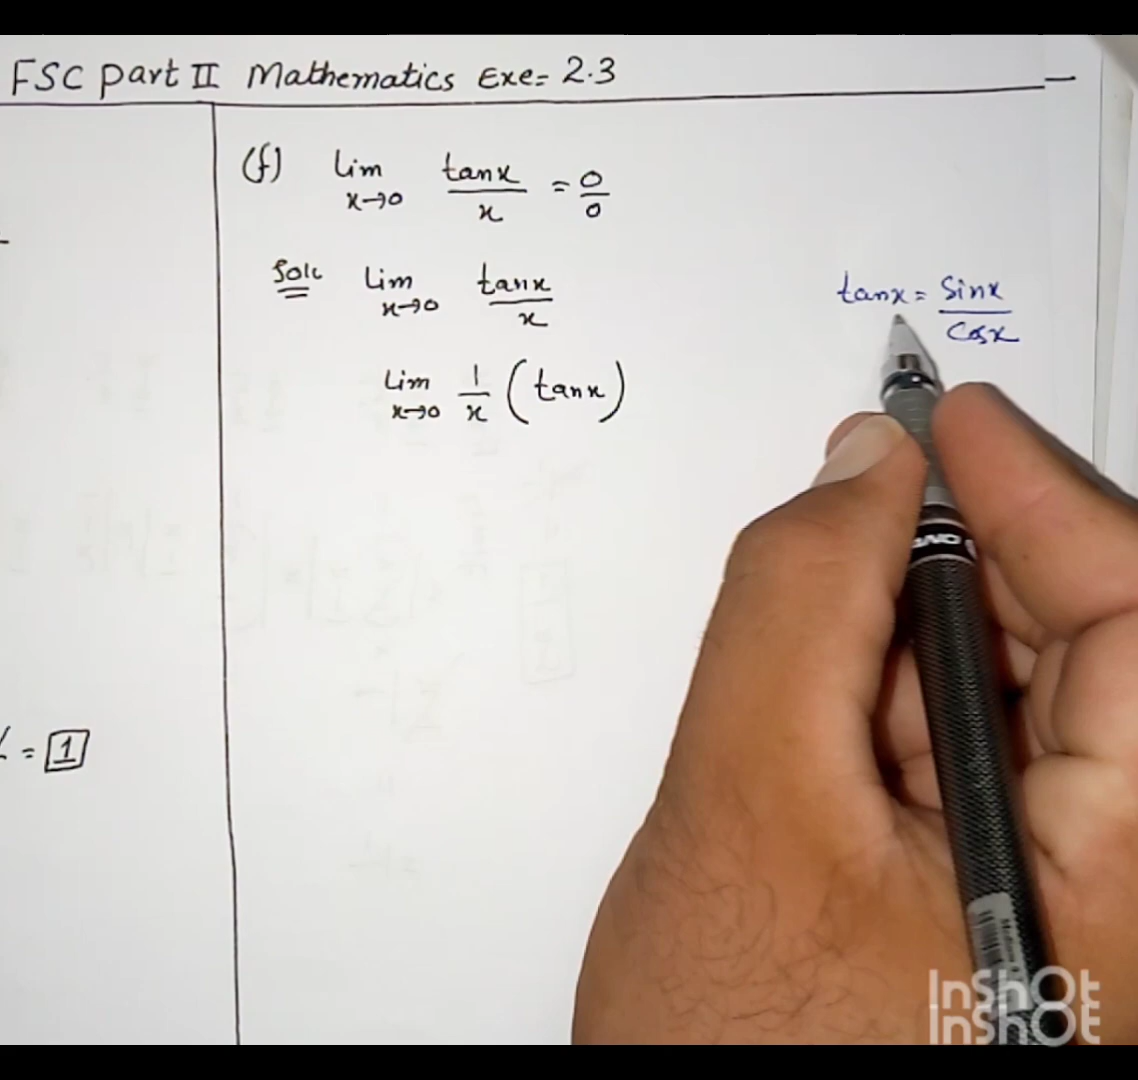 FSC Part II Mathematics Exe= 2.3
(f) lim x→0 tanx/x = 0/0
Sol: lim x→0 tanx/x
lim x→0 1/x (tanx)
tanx = Sinx/Cosx
= 1
InShOt
InShOt